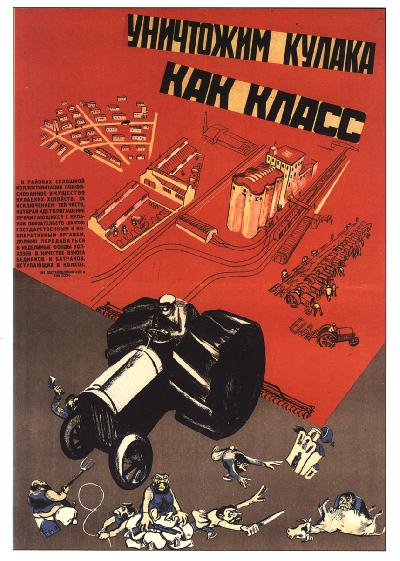 УНИЧТОЖИМ КУЛАКА
КАК КЛАСС
В РАЙОНАХ СПЛОШНОЙ
КОЛЛЕКТИВИЗАЦИИ КОНФИ-
СКОВАННОЕ ИМУЩЕСТВО
КУЛАЦКИХ ХОЗЯЙСТВ, ЗА
ИСКЛЮЧЕНИЕМ ТОЙ ЧАСТИ,
КОТОРАЯ ИДЕТ В ПОГАШЕНИЕ
ПРИЧИТАЮЩИХСЯ С КУЛА-
КОВ ОБЯЗАТЕЛЬСТВ (ДОЛГОВ)
ГОСУДАРСТВЕННЫМ И КО-
ОПЕРАТИВНЫМ ОРГАНАМ,
ДОЛЖНО ПЕРЕДАВАТЬСЯ
В НЕДЕЛИМЫЕ ФОНДЫ КОЛ-
ХОЗОВ В КАЧЕСТВЕ ВЗНОСА
БЕДНЯКОВ И БАТРАКОВ,
ВСТУПАЮЩИХ В КОЛХОЗ.